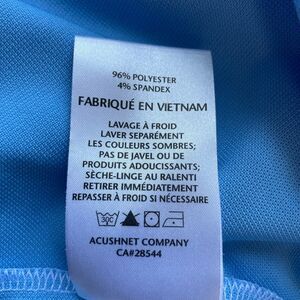 96% POLYESTER
4% SPANDEX
FABRIQUÉ EN VIETNAM
LAVAGE À FROID
LAVER SEPARÉMENT
LES COULEURS SOMBRES;
PAS DE JAVEL OU DE
PRODUITS ADOUCISSANTS;
SÈCHE-LINGE AU RALENTI
RETIRER IMMÉDIATEMENT
REPASSER À FROID SI NÉCESSAIRE
30C
ACUSHNET COMPANY
CA#28544